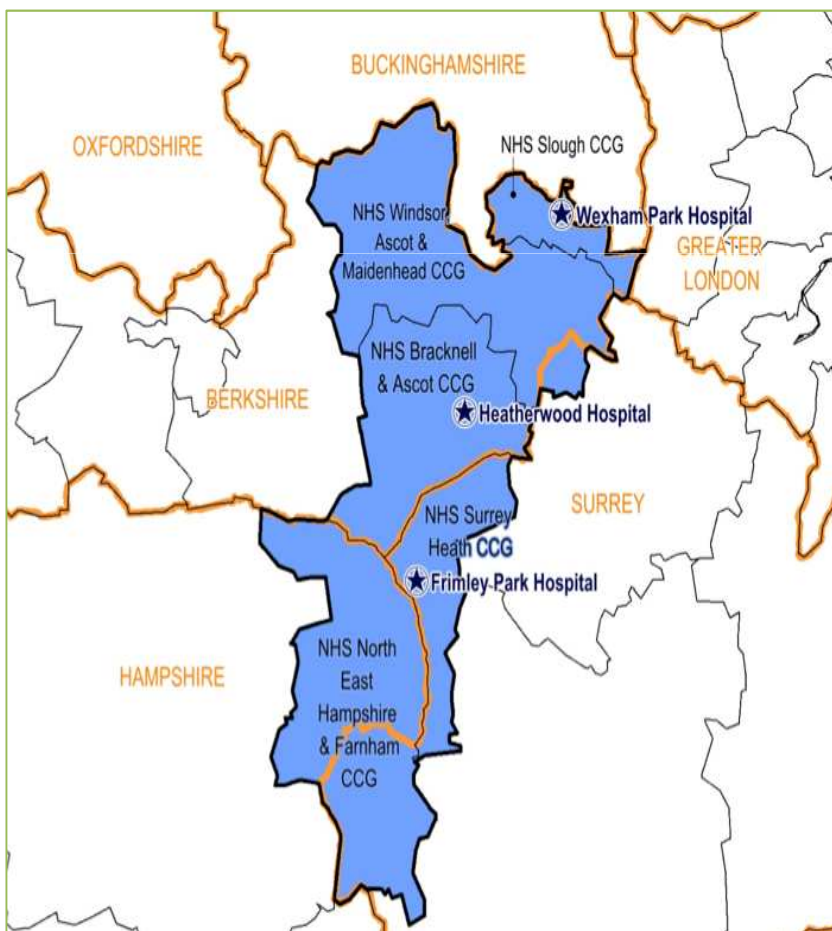 BUCKINGHAMSHIRE
OXFORDSHIRE
NHS Slough CCG
NHS Windsor
Ascot &
Maidenhead CCG
Wexham Park Hospital
GREATER
LONDON
NHS Bracknell
& Ascot CCG
BERKSHIRE
Heatherwood Hospital
SURREY
NHS Surrey
Heath CCG
Frimley Park Hospital
HAMPSHIRE
NHS North
East
Hampshire
& Farnham
CCG